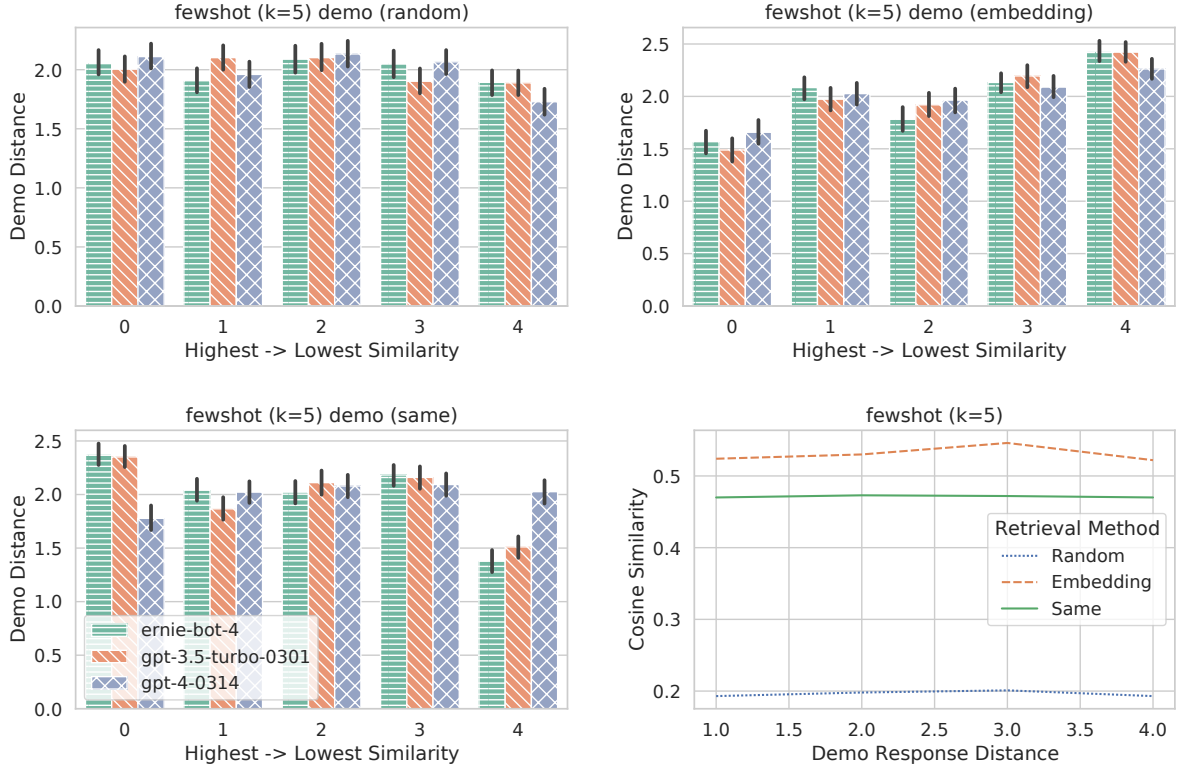 fewshot (k=5) demo (random)
Demo Distance
2.0
1.5
1.0
0.5
0.0
0 1 2 3 4
Highest -> Lowest Similarity
fewshot (k=5) demo (embedding)
Demo Distance
2.5
2.0
1.5
1.0
0.5
0.0
0 1 2 3 4
Highest -> Lowest Similarity
fewshot (k=5) demo (same)
Demo Distance
2.5
2.0
1.5
1.0
0.5
0.0
ernie-bot-4
gpt-3.5-turbo-0301
gpt-4-0314
0 1 2 3 4
Highest -> Lowest Similarity
fewshot (k=5)
Cosine Similarity
0.5
0.4
0.3
0.2
Retrieval Method
Random
Embedding
Same
1.0 1.5 2.0 2.5 3.0 3.5 4.0
Demo Response Distance